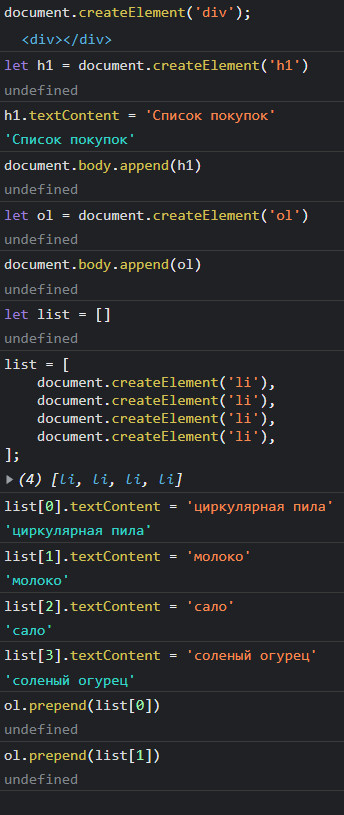 document.createElement('div');
<div></div>
let h1 = document.createElement('h1')
undefined
h1.textContent = 'Список покупок'
'Список покупок'
document.body.append(h1)
undefined
let ol = document.createElement('ol')
undefined
document.body.append(ol)
undefined
let list = []
undefined
list = [
    document.createElement('li'),
    document.createElement('li'),
    document.createElement('li'),
    document.createElement('li'),
];
(4) [li, li, li, li]
list[0].textContent = 'циркулярная пила'
'циркулярная пила'
list[1].textContent = 'молоко'
'молоко'
list[2].textContent = 'сало'
'сало'
list[3].textContent = 'соленый огурец'
'соленый огурец'
ol.prepend(list[0])
undefined
ol.prepend(list[1])
undefined